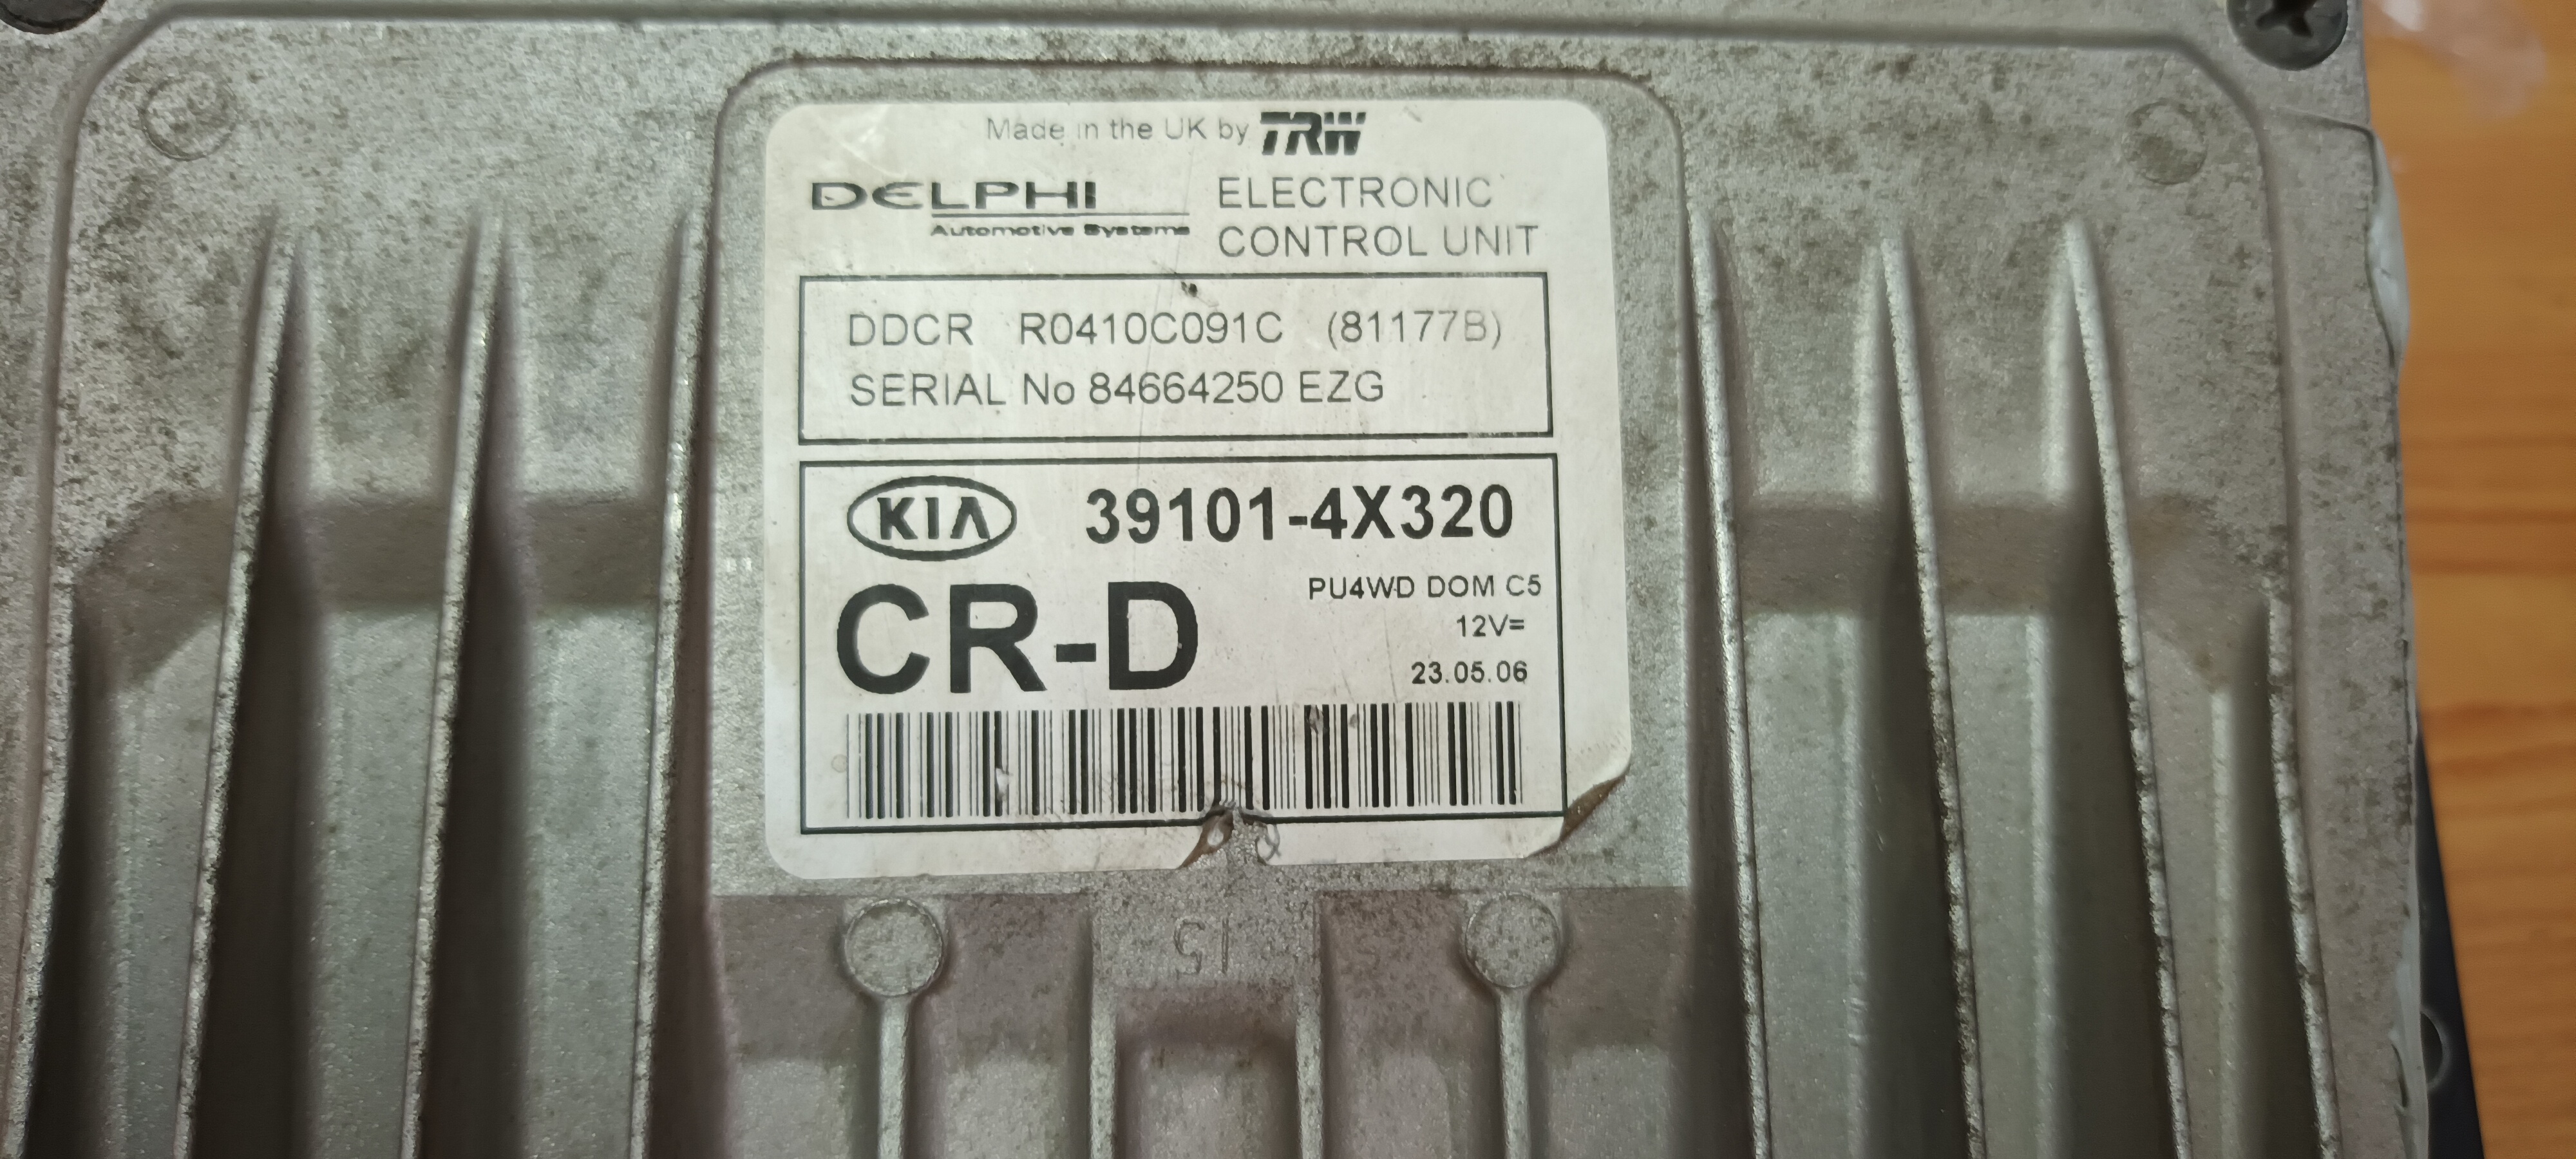 Made in the UK by TRW
DELPHI
Automotive Systems
ELECTRONIC
CONTROL UNIT
DDCR R0410C091C (81177B)
SERIAL No 84664250 EZG
KIA 39101-4X320
CR-D
PU4WD DOM C5
12V=
23.05.06
15